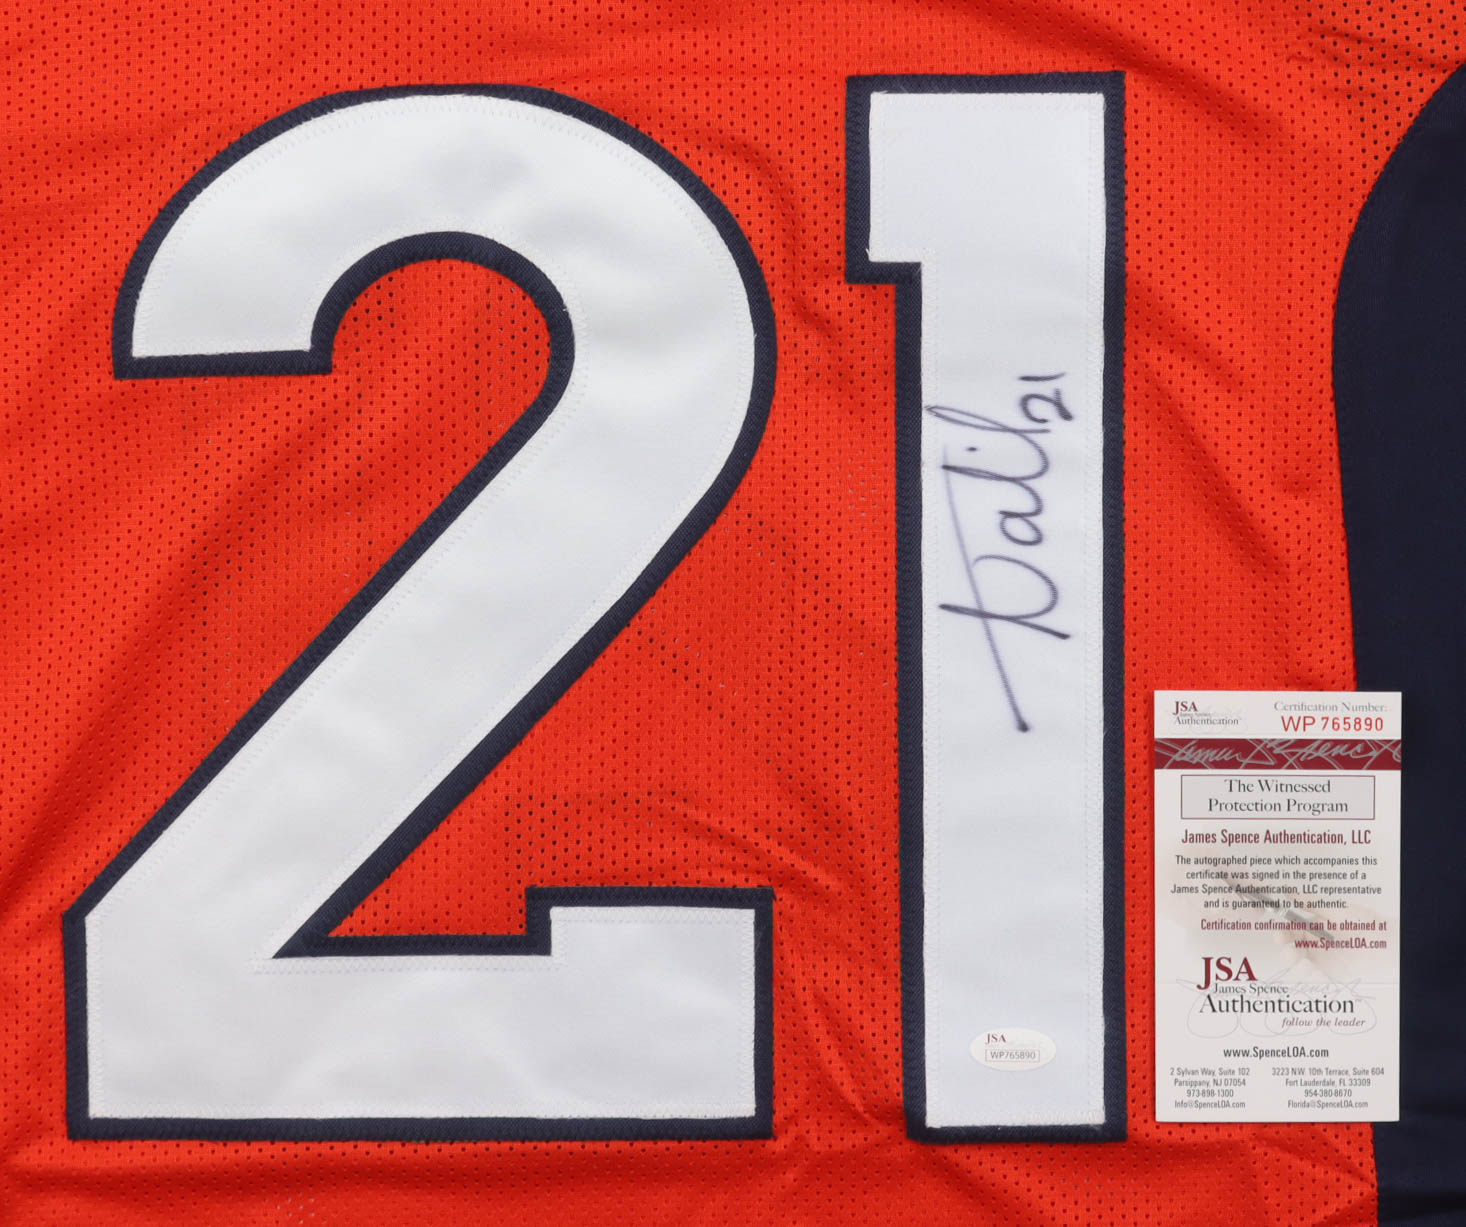 21
21
JSA
WP765890
JSA
Authentication
Certification Number:
WP 765890
The Witnessed
Protection Program
James Spence Authentication, LLC
The autographed piece which accompanies this
certificate was signed in the presence of a
James Spence Authentication, LLC representative
and is guaranteed to be authentic.
Certification confirmation can be obtained at
www.SpenceLOA.com
JSA
James Spence
Authentication™
follow the leader
www.SpenceLOA.com
2 Sylvan Way, Suite 102
Parsippany, NJ 07054
973-898-1300
Info@SpenceLOA.com
3223 N.W. 10th Terrace, Suite 604
Fort Lauderdale, FL 33309
954-380-8670
Florida@SpenceLOA.com